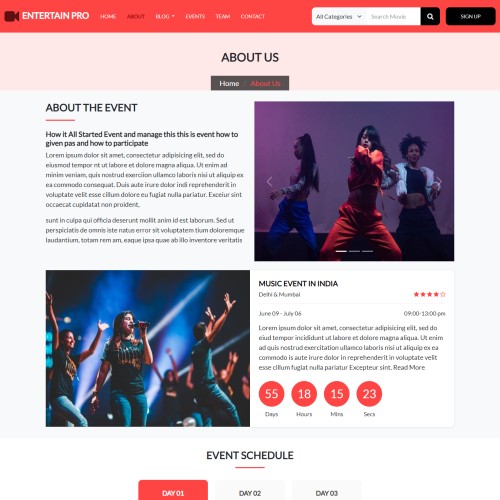 ENTERTAIN PRO
HOME
ABOUT
BLOG
EVENTS
TEAM
CONTACT
All Categories
Search Movie
SIGN UP
ABOUT US
Home / About Us
ABOUT THE EVENT
How it All Started Event and manage this this is event how to
given pas and how to participate
Lorem ipsum dolor sit amet, consectetur adipisicing elit, sed do
eiusmod tempor incididunt ut labore et dolore magna aliqua. Ut enim ad
minim veniam, quis nostrud exerciion ullamco laboris nisi ut aliquip ex
ea commodo consequat. Duis aute irure dolor indi reprehenderit in
voluptate velit esse cillum dolore eu fugiat nulla pariatur. Exceiur sint
occaecat cupidatat non proident,
sunt in culpa qui officia deserunt mollit anim id est laborum. Sed ut
perspiciatis de omnis iste natus error sit voluptatem tium doloremque
laudantium, totam rem am, eaque ipsa quae ab illo inventore veritatis
MUSIC EVENT IN INDIA
Delhi & Mumbai
June 09 - July 06
09:00-13:00 pm
Lorem ipsum dolor sit amet, consectetur adipisicing elit, sed do
eiud tempor incididunt ut labore et dolore magna aliqua. Ut enim
ad quis nostrud exercitation ullamco laboris nisi ut aliquip ex ea
commodo is aute irure dolor in reprehenderit in voluptate velit
esse cillum fugiat nulla pariatur Excepteur sint. Read More
55
18
15
23
Days
Hours
Mins
Secs
EVENT SCHEDULE
DAY 01
DAY 02
DAY 03